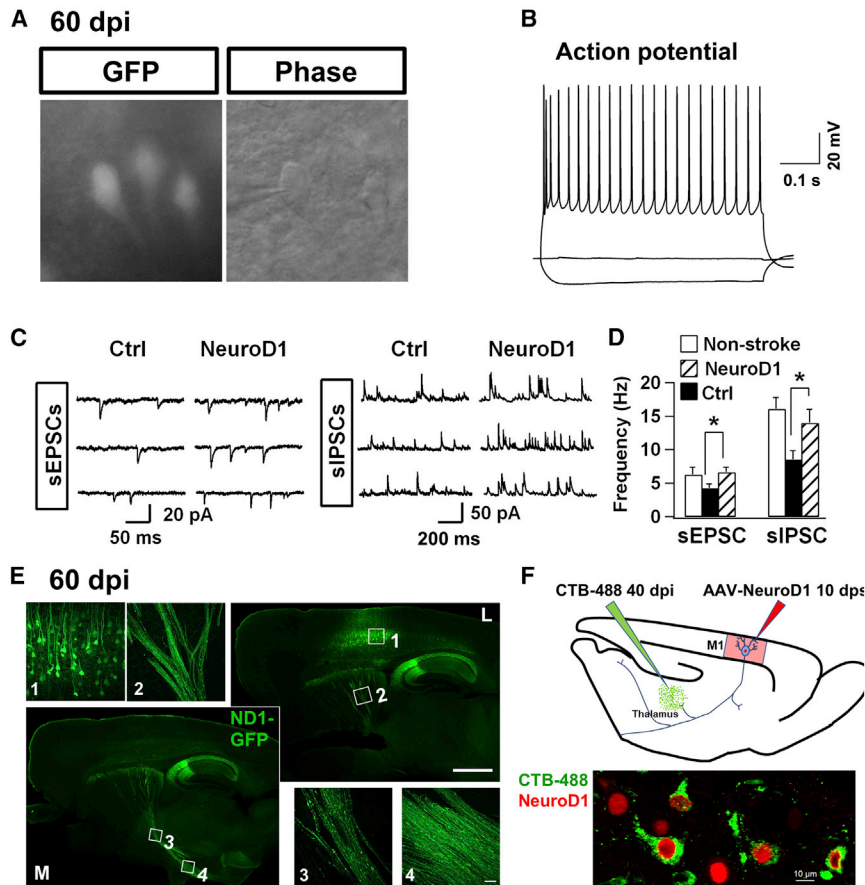 A 60 dpi
GFP Phase
B
Action potential
20 mV
0.1 s
C
Ctrl NeuroD1 Ctrl NeuroD1
sEPSCs
sIPSCs
20 pA
50 ms
50 pA
200 ms
D
Non-stroke
NeuroD1
Ctrl
Frequency (Hz)
20
15
10
5
0
* *
sEPSC sIPSC
E 60 dpi
1
2
L
1
2
ND1-
GFP
3
4
M
3
4
F
CTB-488 40 dpi AAV-NeuroD1 10 dps
M1
Thalamus
CTB-488
NeuroD1
10 µm